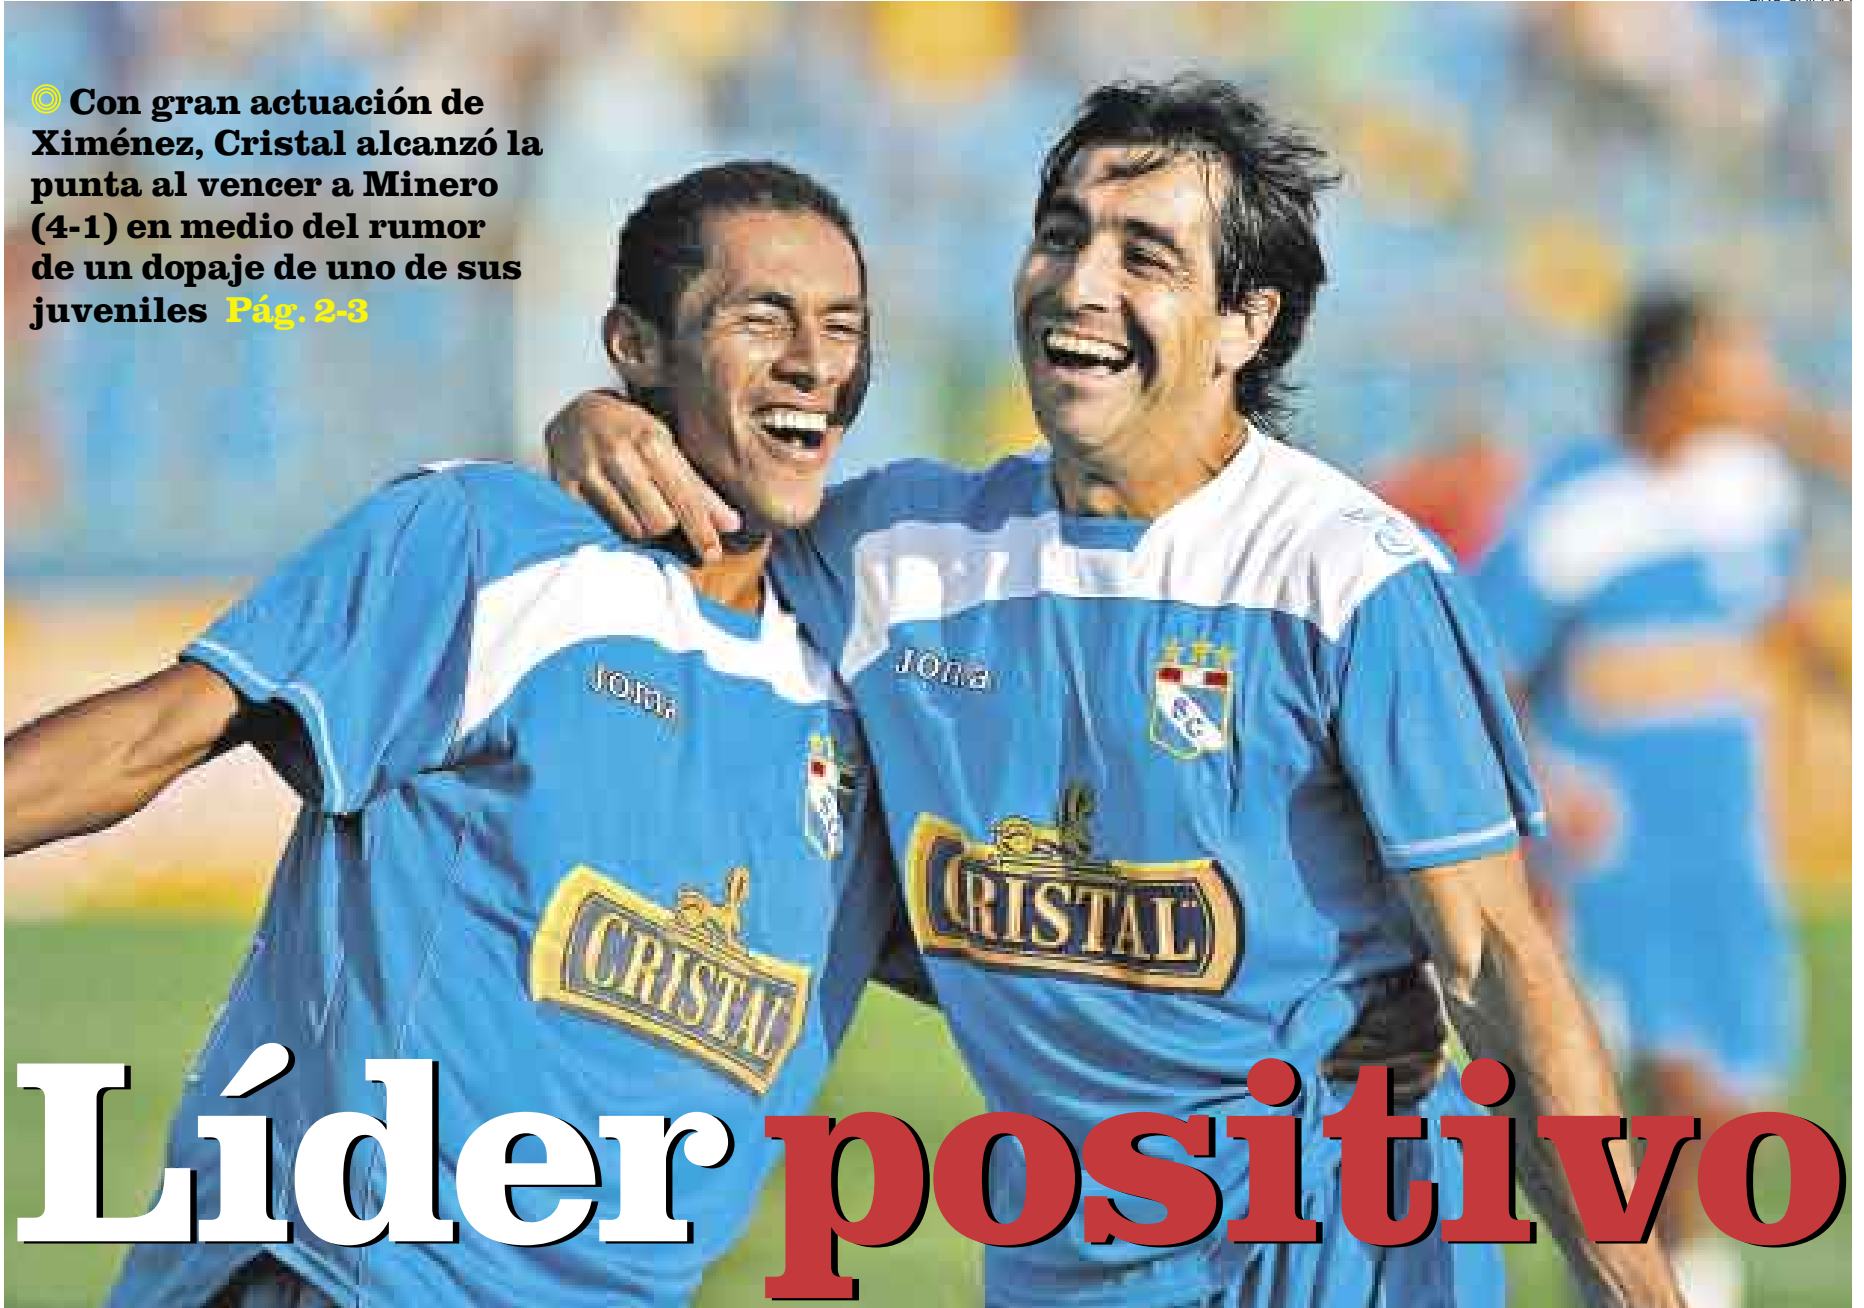 Con gran actuación de
Ximénez, Cristal alcanzó la
punta al vencer a Minero
(4-1) en medio del rumor
de un dopaje de uno de sus
juveniles Pág. 2-3
joma
joma
CRISTAL
CRISTAL
Líder positivo